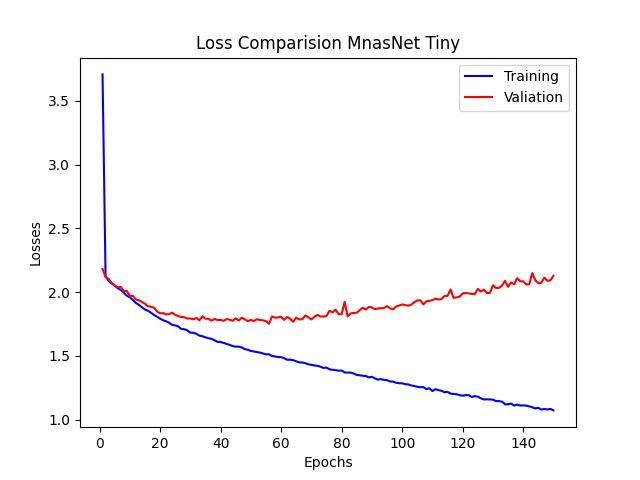 Loss Comparision MnasNet Tiny
Training
Valiation
Losses
3.5
3.0
2.5
2.0
1.5
1.0
0 20 40 60 80 100 120 140
Epochs